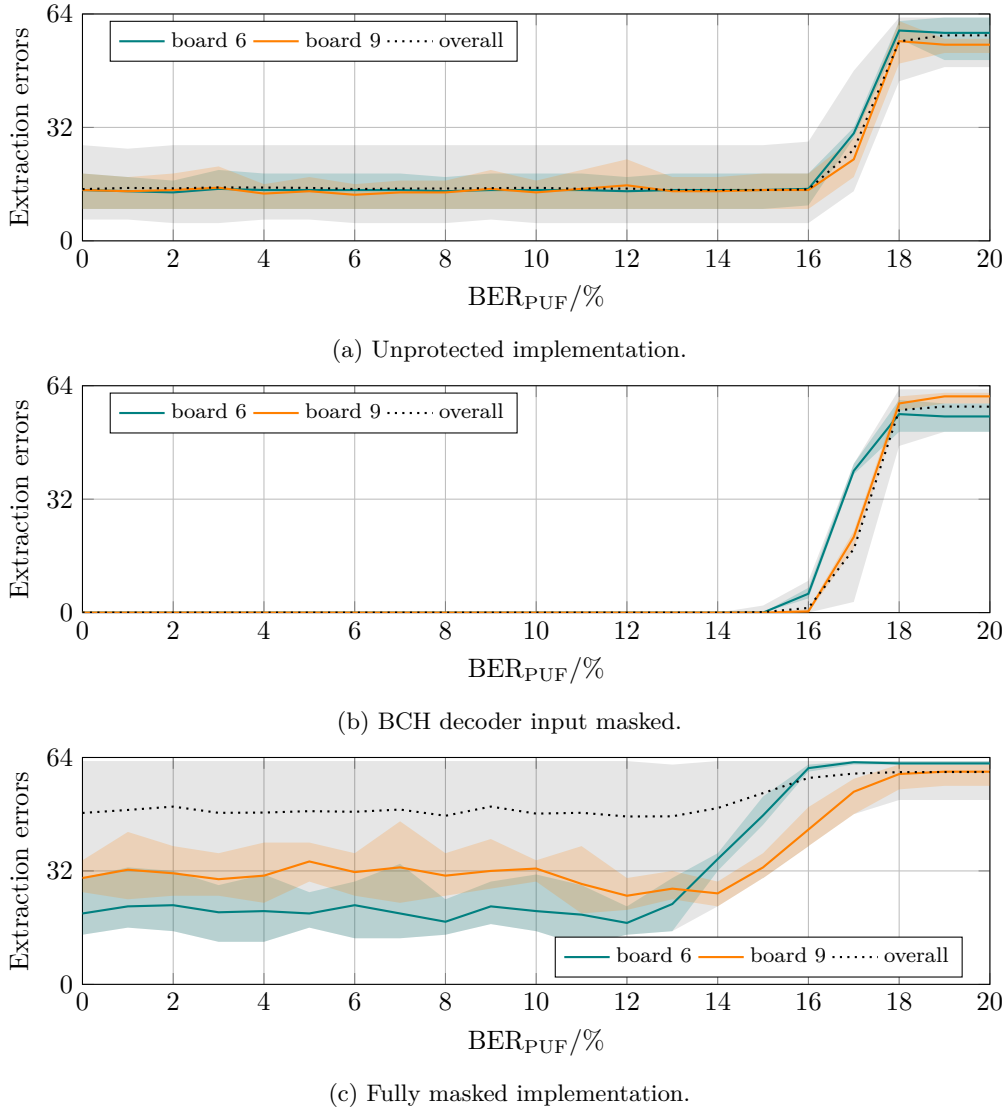 64
board 6 board 9 overall
32
0
Extraction errors
0 2 4 6 8 10 12 14 16 18 20
BER_PUF/%
(a) Unprotected implementation.
64
board 6 board 9 overall
32
0
Extraction errors
0 2 4 6 8 10 12 14 16 18 20
BER_PUF/%
(b) BCH decoder input masked.
64
32
0
Extraction errors
board 6 board 9 overall
0 2 4 6 8 10 12 14 16 18 20
BER_PUF/%
(c) Fully masked implementation.